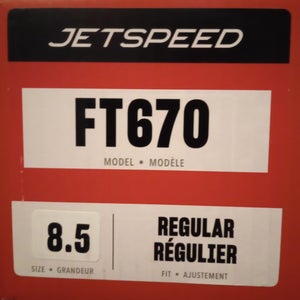 JETSPEED
FT670
MODEL • MODÈLE
8.5
SIZE • GRANDEUR
REGULAR
RÉGULIER
FIT • AJUSTEMENT